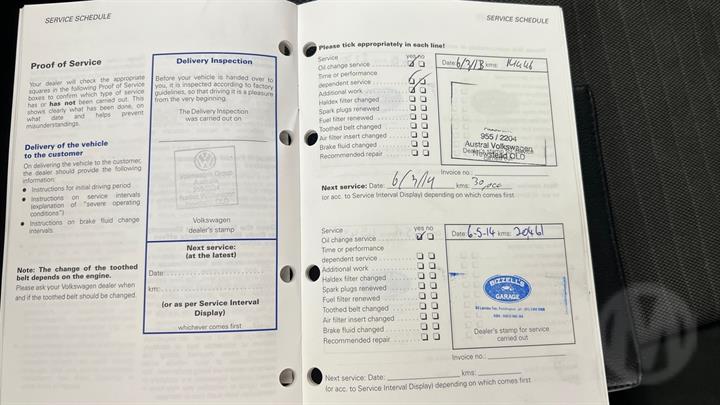 SERVICE SCHEDULE
Proof of Service
Your dealer will check the appropriate
squares in the following Proof of Service
boxes to confirm which type of service
has or has not been carried out. This
shows clearly what has been done, on
what date and helps prevent
misunderstandings.
Delivery of the vehicle
to the customer
On delivering the vehicle to the customer,
the dealer should provide the following
information:
• Instructions for initial driving period
• Instructions on service intervals
(explanation of "severe operating
conditions")
• Instructions on brake fluid change
intervals.
Note: The change of the toothed
belt depends on the engine.
Please ask your Volkswagen dealer when
and if the toothed belt should be changed.
Delivery Inspection
Before your vehicle is handed over to
you, it is inspected according to factory
guidelines, so that driving it is a pleasure
from the very beginning.
The Delivery Inspection
was carried out on
Volkswagen
dealer's stamp
Next service:
(at the latest)
Date:
km:
(or as per Service Interval
Display)
whichever comes first
SERVICE SCHEDULE
Please tick appropriately in each line!
Service yes no
Oil change service
Time or performance
dependent service
Additional work
Haldex filter changed
Spark plugs renewed
Fuel filter renewed
Toothed belt changed
Air filter insert changed
Brake fluid changed
Recommended repair
Date: 6/3/13 kms:
955 / 2204
Austral Volkswagen
Newstead QLD
Invoice no.:
Next service: Date: 6/3/14 kms: 30,000
(or acc. to Service Interval Display) depending on which comes first
Service yes no
Oil change service
Time or performance
dependent service
Additional work
Haldex filter changed
Spark plugs renewed
Fuel filter renewed
Toothed belt changed
Air filter insert changed
Brake fluid changed
Recommended repair
Date: 6-5-14 kms: 20461
BIZZELL'S
GARAGE
Dealer's stamp for service
carried out
Invoice no.:
Next service: Date: kms:
(or acc. to Service Interval Display) depending on which comes first